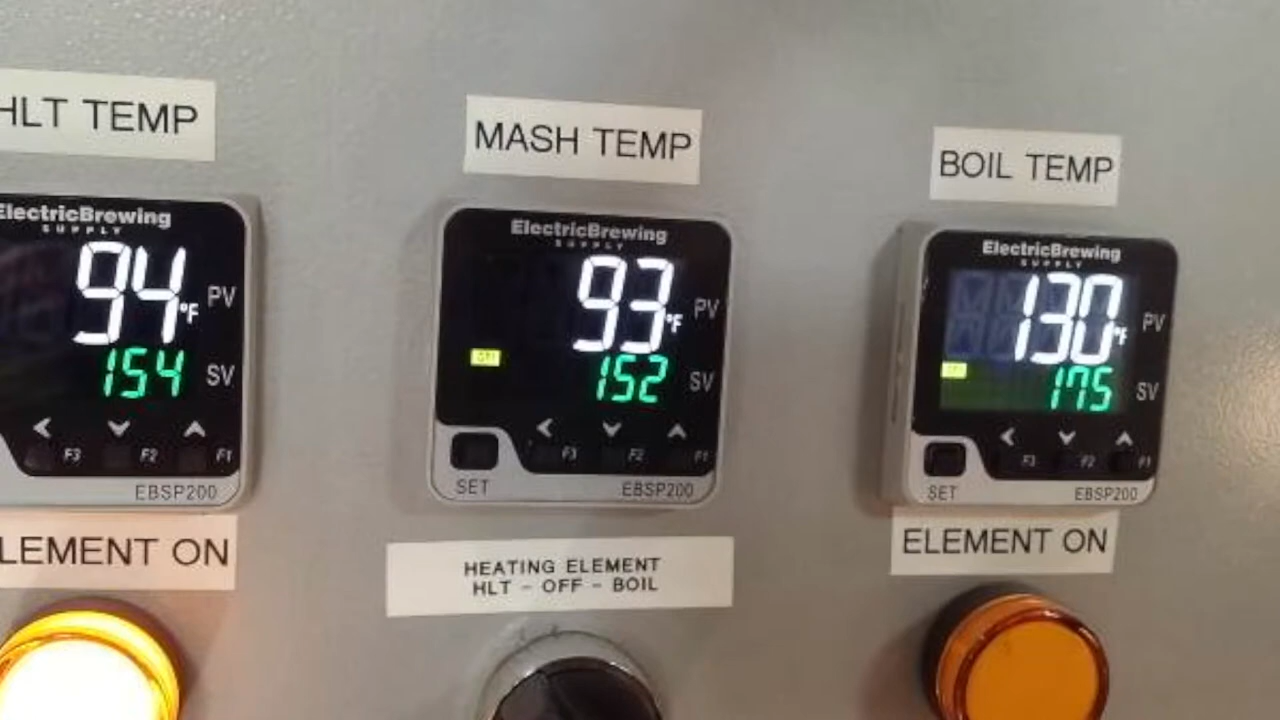 HLT TEMP
MASH TEMP
BOIL TEMP
ElectricBrewing
SUPPLY
94 °F PV
154 SV
F3 F2 F1
EBSP200
ElectricBrewing
SUPPLY
93 °F PV
OP1
152 SV
F3 F2 F1
SET EBSP200
ElectricBrewing
SUPPLY
130 °F PV
175 SV
F3 F2 F1
SET EBSP200
LEMENT ON
HEATING ELEMENT
HLT - OFF - BOIL
ELEMENT ON